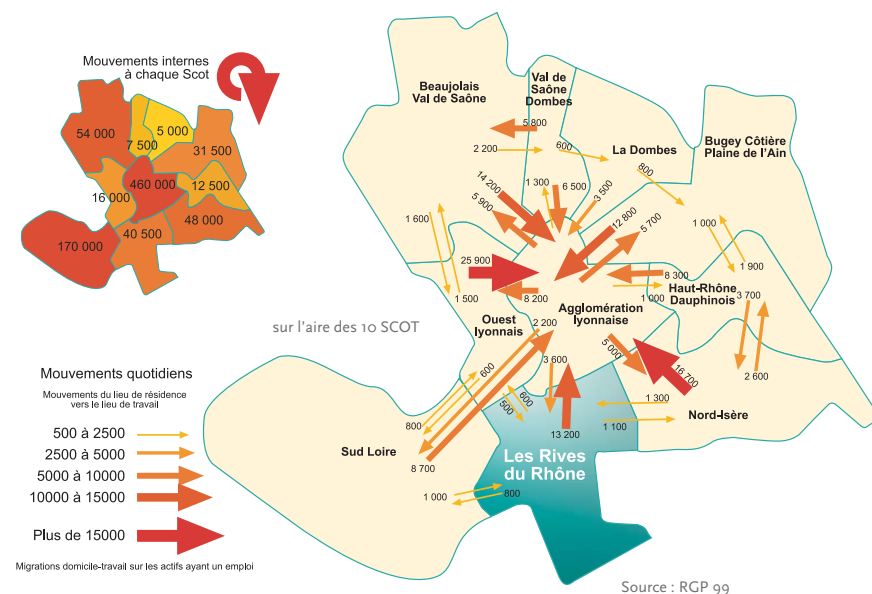 Mouvements internes
à chaque Scot
54 000
7 500
5 000
31 500
460 000
12 500
16 000
48 000
40 500
170 000
Beaujolais
Val de Saône
Val de
Saône
Dombes
La Dombes
Bugey Côtière
Plaine de l'Ain
5 800
2 200
600
800
14 200
5 900
1 300
6 500
3 500
12 800
5 700
1 000
1 900
1 600
25 900
8 300
8 200
1 000
Haut-Rhône
Dauphinois
3 700
1 500
Ouest
lyonnais
Agglomération
lyonnaise
sur l'aire des 10 SCOT
2 200
5 000
16 700
3 600
2 600
600
600
500
800
1 300
1 100
Nord-Isère
13 200
Sud Loire
8 700
Les Rives
du Rhône
1 000
800
Mouvements quotidiens
Mouvements du lieu de résidence
vers le lieu de travail
500 à 2500
2500 à 5000
5000 à 10000
10000 à 15000
Plus de 15000
Migrations domicile-travail sur les actifs ayant un emploi
Source : RGP 99